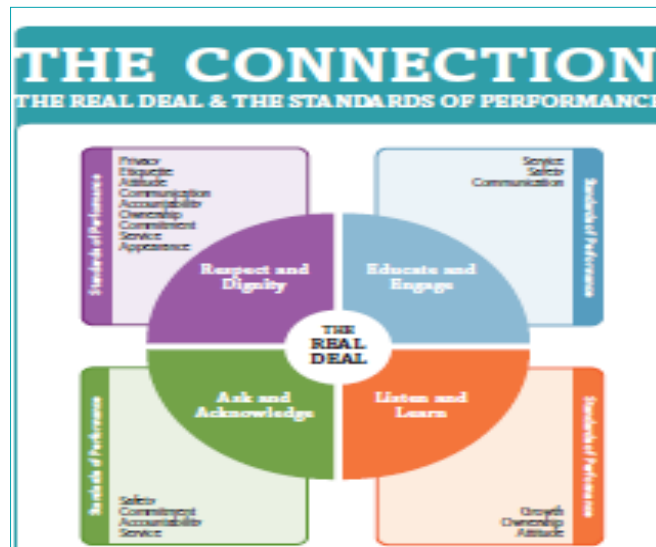 THE CONNECTION
THE REAL DEAL & THE STANDARDS OF PERFORMANCE
Standards of Performance
Privacy
Etiquette
Attitude
Communication
Accountability
Ownership
Commitment
Service
Appearance
Respect and
Dignity
Service
Safety
Communication
Standards of Performance
Educate and
Engage
THE
REAL
DEAL
Standards of Performance
Ask and
Acknowledge
Safety
Commitment
Accountability
Service
Listen and
Learn
Standards of Performance
Growth
Ownership
Attitude